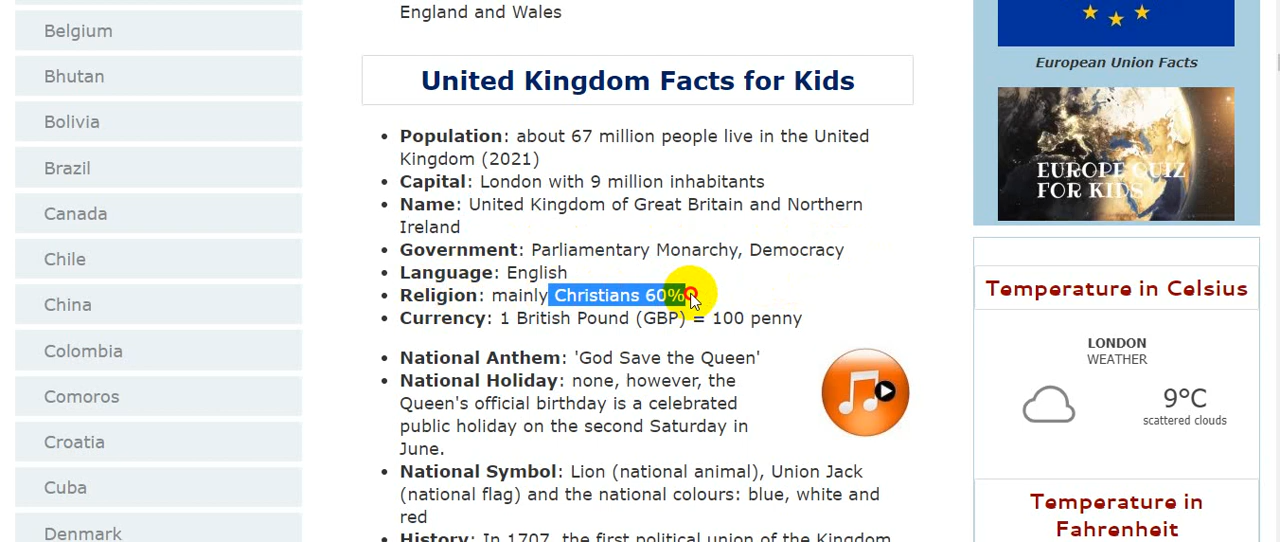 Belgium
Bhutan
Bolivia
Brazil
Canada
Chile
China
Colombia
Comoros
Croatia
Cuba
Denmark
England and Wales
United Kingdom Facts for Kids
Population: about 67 million people live in the United
Kingdom (2021)
Capital: London with 9 million inhabitants
Name: United Kingdom of Great Britain and Northern
Ireland
Government: Parliamentary Monarchy, Democracy
Language: English
Religion: mainly Christians 60%
Currency: 1 British Pound (GBP) = 100 penny
National Anthem: 'God Save the Queen'
National Holiday: none, however, the
Queen's official birthday is a celebrated
public holiday on the second Saturday in
June.
National Symbol: Lion (national animal), Union Jack
(national flag) and the national colours: blue, white and
red
History: In 1707, the first political union of the Kingdom
European Union Facts
EUROPE QUIZ
FOR KIDS
Temperature in Celsius
LONDON
WEATHER
9°C
scattered clouds
Temperature in
Fahrenheit